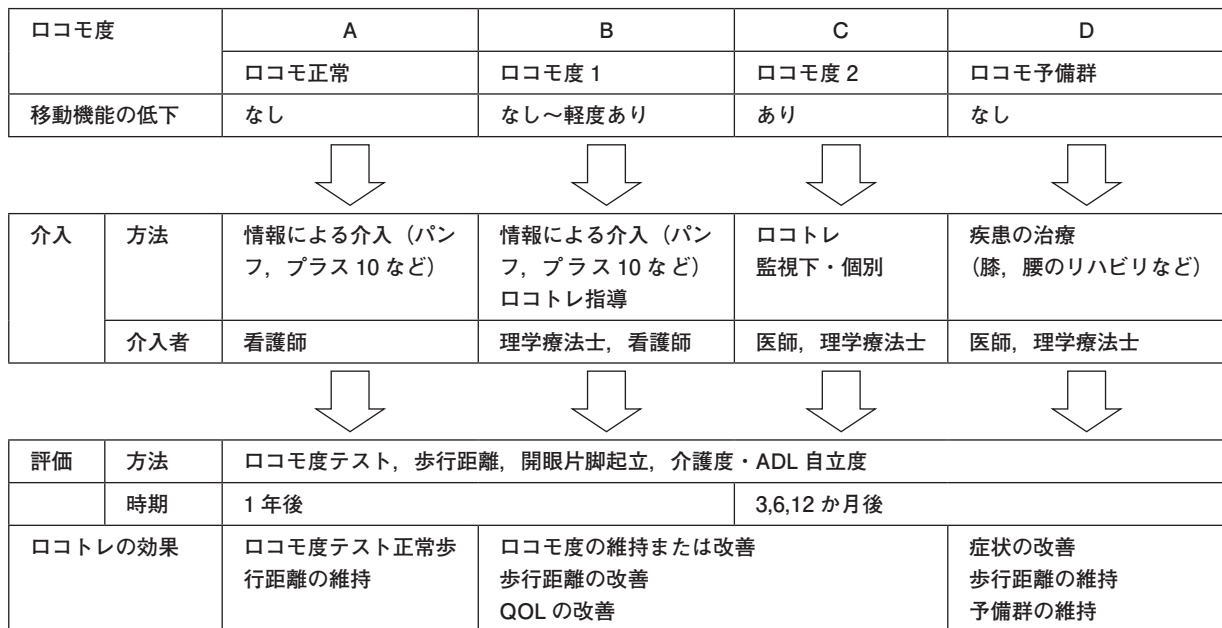 ロコモ度 A B C D
ロコモ正常 ロコモ度 1 ロコモ度 2 ロコモ予備群
移動機能の低下 なし なし～軽度あり あり なし
介入 方法 情報による介入（パン 情報による介入（パン ロコトレ 疾患の治療
フ，プラス 10 など） フ，プラス 10 など） 監視下・個別 （膝，腰のリハビリなど）
ロコトレ指導
介入者 看護師 理学療法士，看護師 医師，理学療法士 医師，理学療法士
評価 方法 ロコモ度テスト，歩行距離，開眼片脚起立，介護度・ADL 自立度
時期 1 年後 3,6,12 か月後
ロコトレの効果 ロコモ度テスト正常歩 ロコモ度の維持または改善 症状の改善
行距離の維持 歩行距離の改善 歩行距離の維持
QOL の改善 予備群の維持